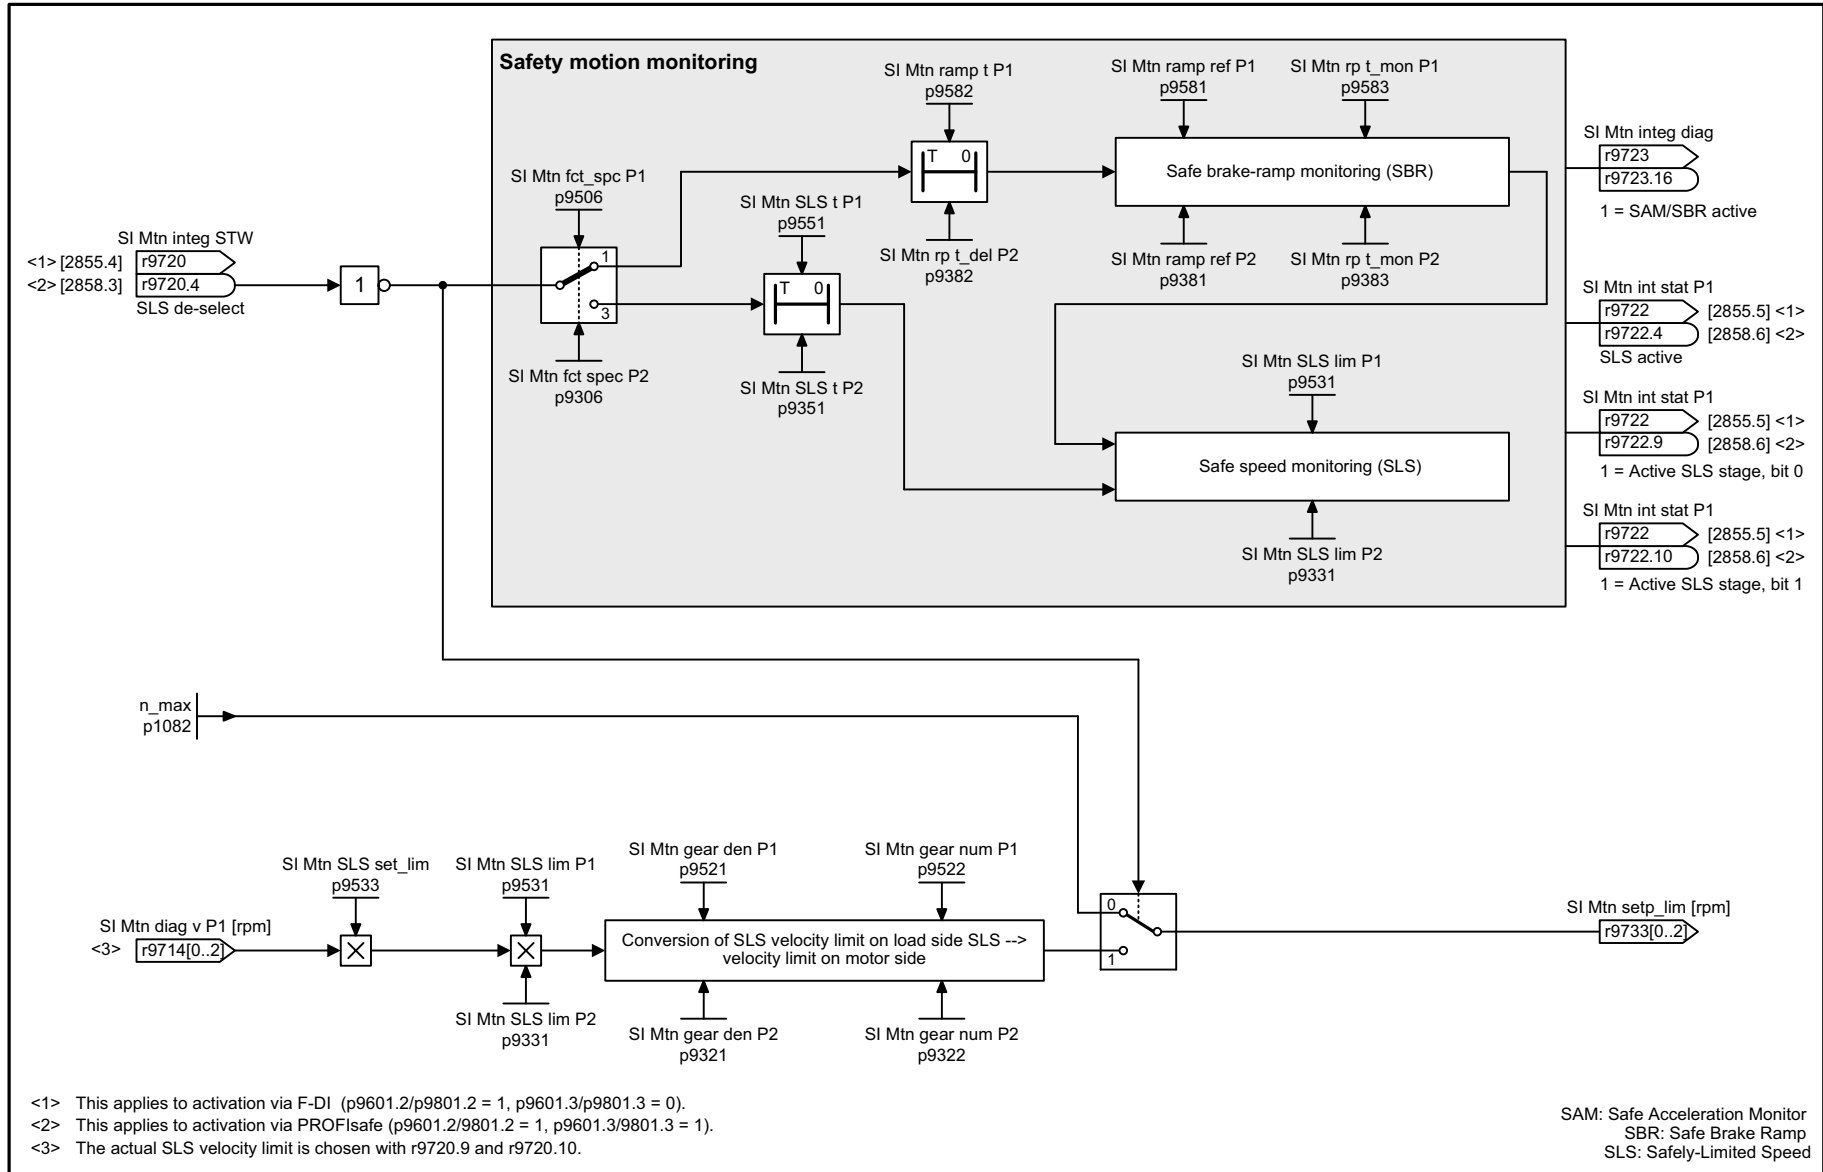 Safety motion monitoring
SI Mtn ramp t P1
p9582
SI Mtn ramp ref P1
p9581
SI Mtn rp t_mon P1
p9583
SI Mtn integ diag
r9723
r9723.16
1 = SAM/SBR active
T 0
Safe brake-ramp monitoring (SBR)
SI Mtn fct_spc P1
p9506
SI Mtn SLS t P1
p9551
SI Mtn rp t_del P2
p9382
SI Mtn ramp ref P2
p9381
SI Mtn rp t_mon P2
p9383
SI Mtn integ STW
<1> [2855.4] r9720
<2> [2858.3] r9720.4
SLS de-select
1
1
3
T 0
SI Mtn int stat P1
r9722 [2855.5] <1>
r9722.4 [2858.6] <2>
SLS active
SI Mtn fct spec P2
p9306
SI Mtn SLS t P2
p9351
SI Mtn SLS lim P1
p9531
SI Mtn int stat P1
r9722 [2855.5] <1>
r9722.9 [2858.6] <2>
1 = Active SLS stage, bit 0
Safe speed monitoring (SLS)
SI Mtn SLS lim P2
p9331
SI Mtn int stat P1
r9722 [2855.5] <1>
r9722.10 [2858.6] <2>
1 = Active SLS stage, bit 1
n_max
p1082
SI Mtn SLS set_lim
p9533
SI Mtn SLS lim P1
p9531
SI Mtn gear den P1
p9521
SI Mtn gear num P1
p9522
SI Mtn diag v P1 [rpm]
<3> r9714[0..2]
Conversion of SLS velocity limit on load side SLS -->
velocity limit on motor side
0
1
SI Mtn setp_lim [rpm]
r9733[0..2]
SI Mtn SLS lim P2
p9331
SI Mtn gear den P2
p9321
SI Mtn gear num P2
p9322
<1> This applies to activation via F-DI (p9601.2/p9801.2 = 1, p9601.3/p9801.3 = 0).
<2> This applies to activation via PROFIsafe (p9601.2/9801.2 = 1, p9601.3/9801.3 = 1).
<3> The actual SLS velocity limit is chosen with r9720.9 and r9720.10.
SAM: Safe Acceleration Monitor
SBR: Safe Brake Ramp
SLS: Safely-Limited Speed